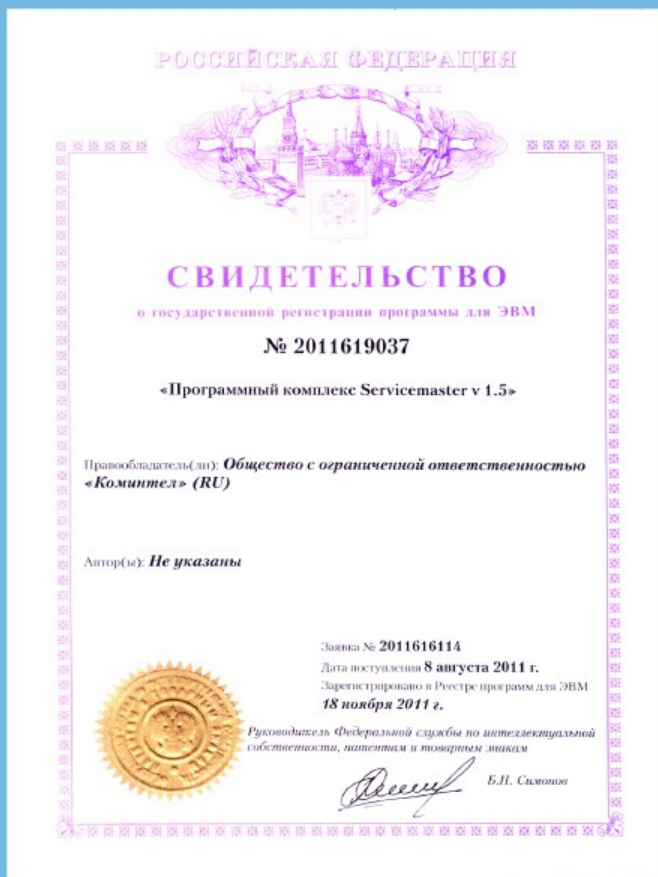 РОССИЙСКАЯ ФЕДЕРАЦИЯ
СВИДЕТЕЛЬСТВО
о государственной регистрации программы для ЭВМ
№ 2011619037
«Программный комплекс Servicemaster v 1.5»
Правообладатель(ли): Общество с ограниченной ответственностью
«Коминтел» (RU)
Автор(ы): Не указаны
Заявка № 2011616114
Дата поступления 8 августа 2011 г.
Зарегистрировано в Реестре программ для ЭВМ
18 ноября 2011 г.
Руководитель Федеральной службы по интеллектуальной
собственности, патентам и товарным знакам
Б.П. Симонов